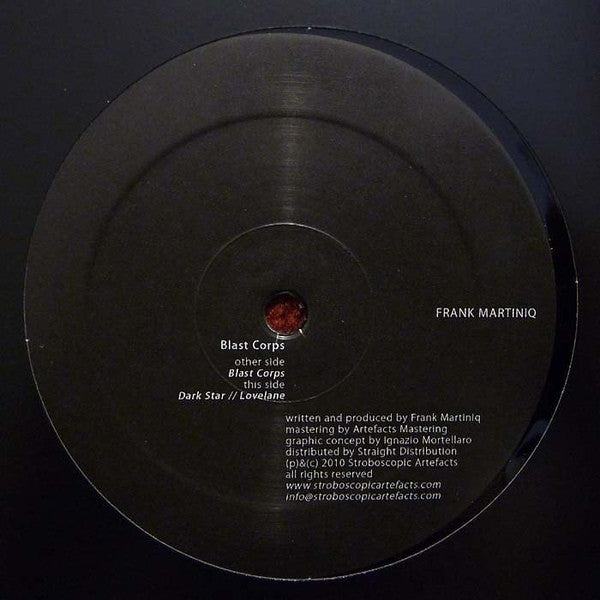 FRANK MARTINIQ
Blast Corps
other side
Blast Corps
this side
Dark Star // Lovelane
written and produced by Frank Martiniq
mastering by Artefacts Mastering
graphic concept by Ignazio Mortellaro
distributed by Straight Distribution
(p)&(c) 2010 Stroboscopic Artefacts
all rights reserved
www.stroboscopicartefacts.com
info@stroboscopicartefacts.com